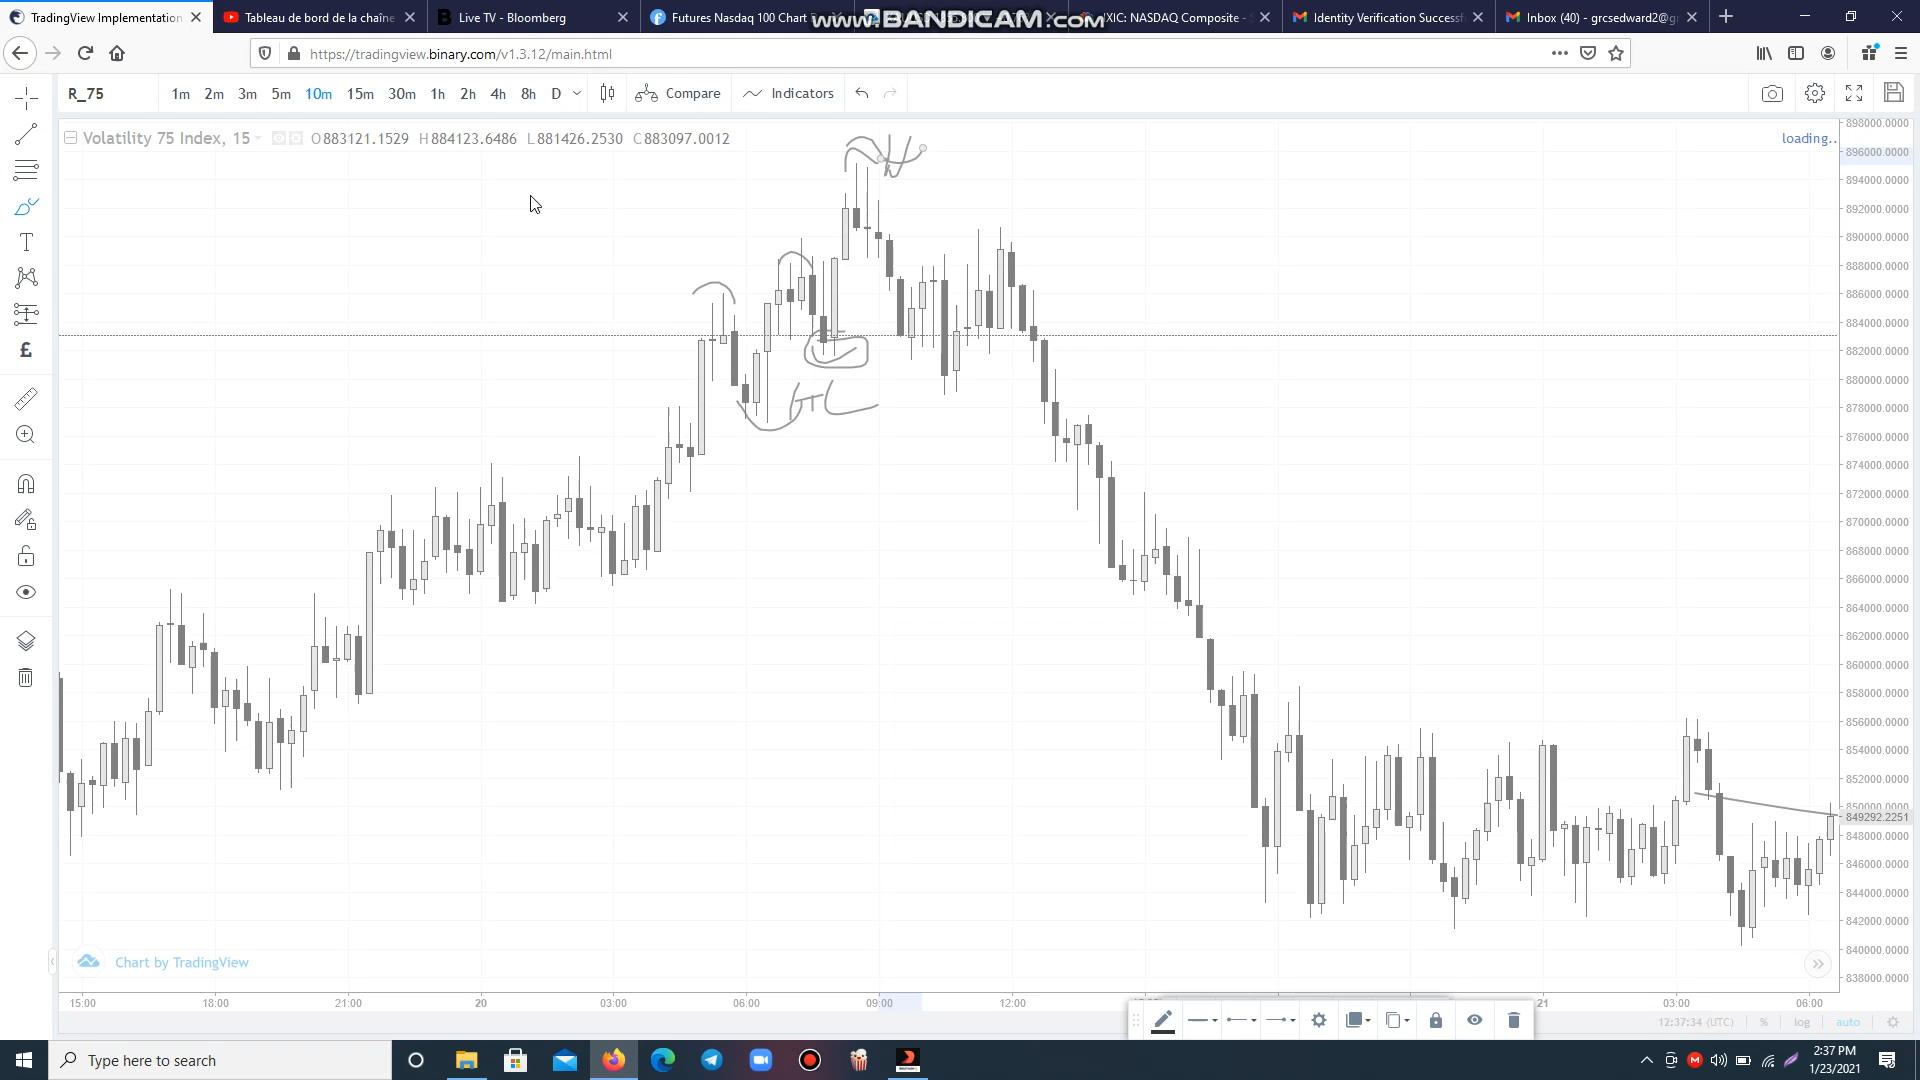 TradingView Implementation
Tableau de bord de la chaîne
Live TV - Bloomberg
Futures Nasdaq 100 Chart
IXIC: NASDAQ Composite -
Identity Verification Success
Inbox (40) - grcsedward2@g
www.BANDICAM.com
https://tradingview.binary.com/v1.3.12/main.html
R_75
1m 2m 3m 5m 10m 15m 30m 1h 2h 4h 8h D
Compare
Indicators
Volatility 75 Index, 15
O883121.1529 H884123.6486 L881426.2530 C883097.0012
loading..
898000.0000
896000.0000
894000.0000
892000.0000
890000.0000
888000.0000
886000.0000
884000.0000
882000.0000
880000.0000
878000.0000
876000.0000
874000.0000
872000.0000
870000.0000
868000.0000
866000.0000
864000.0000
862000.0000
860000.0000
858000.0000
856000.0000
854000.0000
852000.0000
850000.0000
849292.2251
848000.0000
846000.0000
844000.0000
842000.0000
840000.0000
838000.0000
HL
Chart by TradingView
15:00 18:00 21:00 20 03:00 06:00 09:00 12:00 21 03:00 06:00
12:37:34 (UTC) % log auto
Type here to search
2:37 PM
1/23/2021